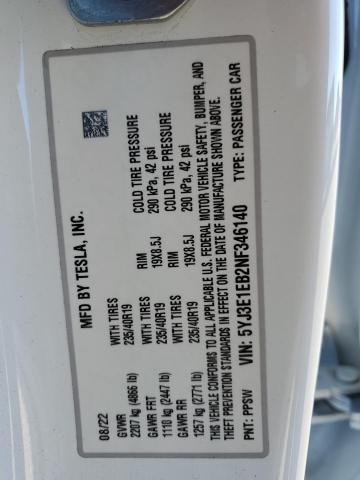 MFD BY TESLA, INC.
08/22
GVWR
2207 kg (4866 lb)
GAWR FRT WITH TIRES RIM COLD TIRE PRESSURE
1110 kg (2447 lb) 235/40R19 19X8.5J 290 kPa, 42 psi
GAWR RR WITH TIRES RIM COLD TIRE PRESSURE
1257 kg (2771 lb) 235/40R19 19X8.5J 290 kPa, 42 psi
THIS VEHICLE CONFORMS TO ALL APPLICABLE U.S. FEDERAL MOTOR VEHICLE SAFETY, BUMPER, AND
THEFT PREVENTION STANDARDS IN EFFECT ON THE DATE OF MANUFACTURE SHOWN ABOVE.
VIN: 5YJ3E1EB2NF346140 TYPE: PASSENGER CAR
PNT: PPSW